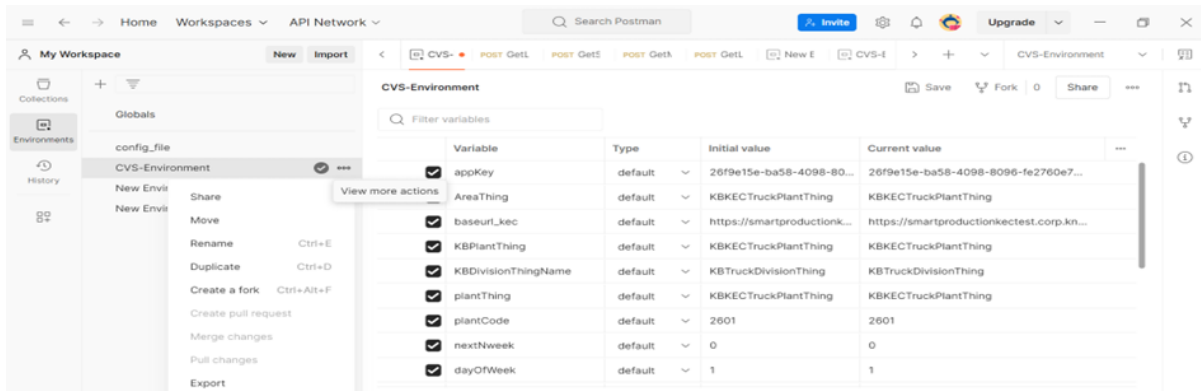 Home Workspaces API Network Search Postman Invite Upgrade
My Workspace New Import CVS- POST GetL POST GetS POST GetM POST GetL New E CVS-E CVS-Environment
Collections
Environments
History
Globals
config_file
CVS-Environment
New Envir
New Envir
View more actions
Share
Move
Rename Ctrl+E
Duplicate Ctrl+D
Create a fork Ctrl+Alt+F
Create pull request
Merge changes
Pull changes
Export
CVS-Environment Save Fork 0 Share
Filter variables
Variable Type Initial value Current value
appKey default 26f9e15e-ba58-4098-80... 26f9e15e-ba58-4098-8096-fe2760e7...
AreaThing default KBKECTruckPlantThing KBKECTruckPlantThing
baseurl_kec default https://smartproductionk... https://smartproductionkectest.corp.kn...
KBPlantThing default KBKECTruckPlantThing KBKECTruckPlantThing
KBDivisionThingName default KBTruckDivisionThing KBTruckDivisionThing
plantThing default KBKECTruckPlantThing KBKECTruckPlantThing
plantCode default 2601 2601
nextNweek default 0 0
dayOfWeek default 1 1